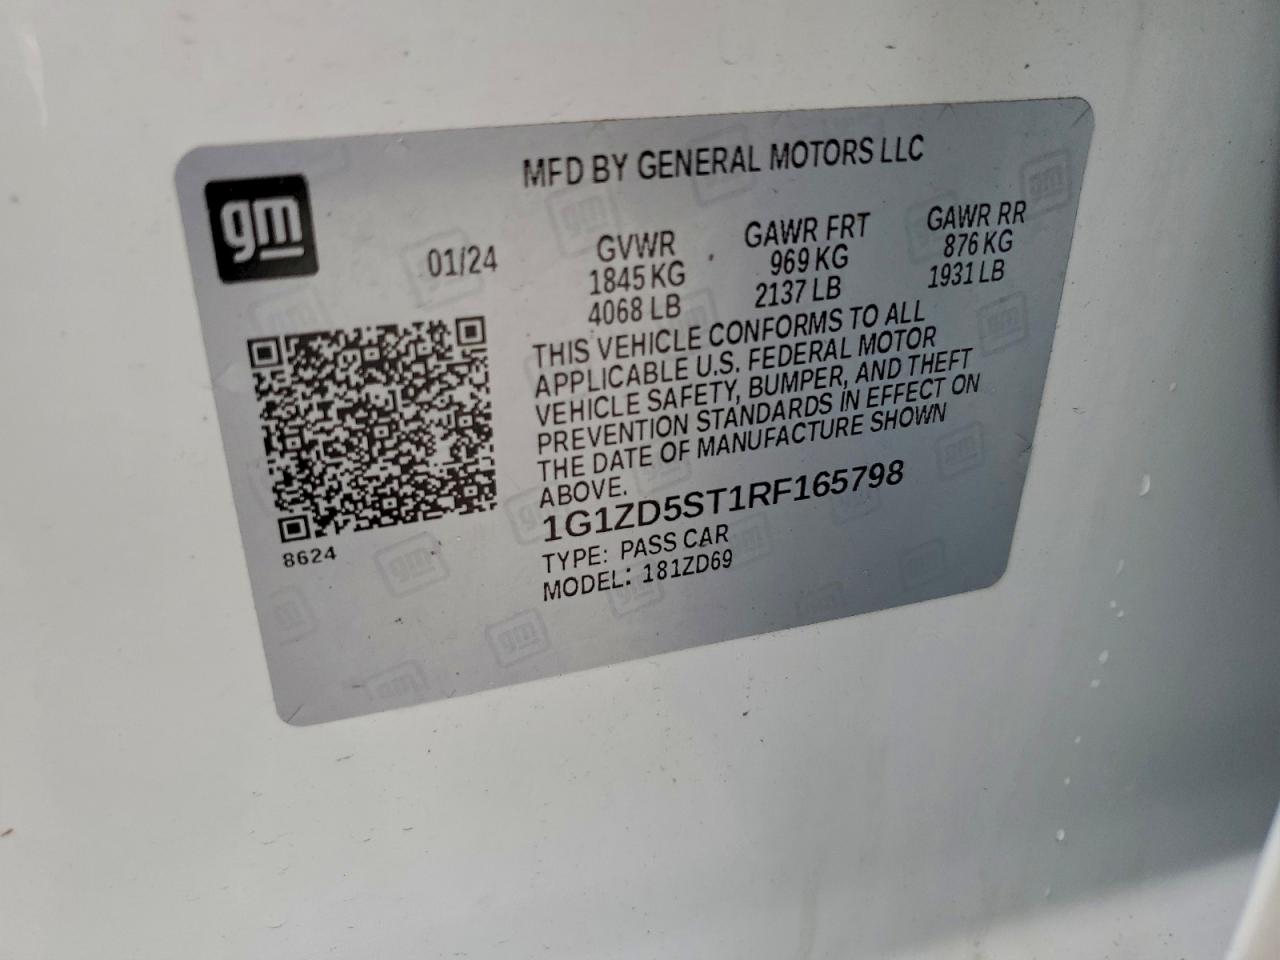 gm
MFD BY GENERAL MOTORS LLC
01/24
GVWR
1845 KG
4068 LB
GAWR FRT
969 KG
2137 LB
GAWR RR
876 KG
1931 LB
THIS VEHICLE CONFORMS TO ALL
APPLICABLE U.S. FEDERAL MOTOR
VEHICLE SAFETY, BUMPER, AND THEFT
PREVENTION STANDARDS IN EFFECT ON
THE DATE OF MANUFACTURE SHOWN
ABOVE.
1G1ZD5ST1RF165798
TYPE: PASS CAR
MODEL: 181ZD69
8624